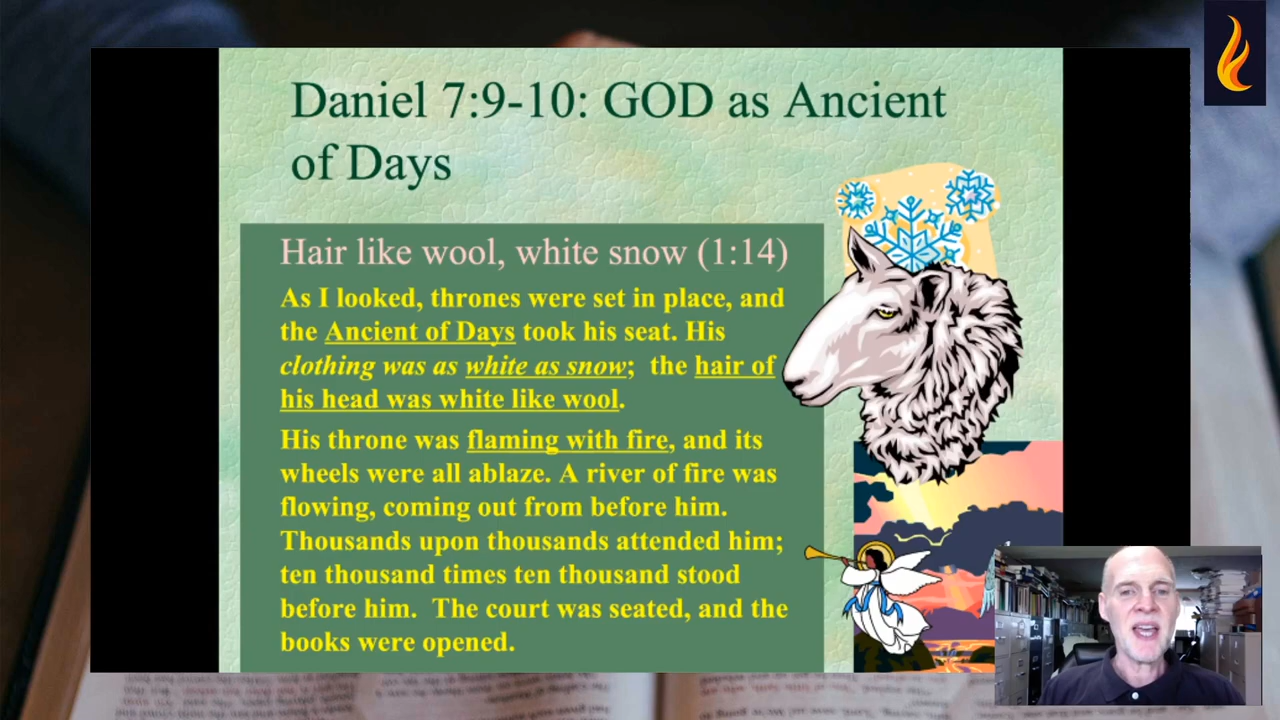 Daniel 7:9-10: GOD as Ancient
of Days
Hair like wool, white snow (1:14)
As I looked, thrones were set in place, and
the Ancient of Days took his seat. His
clothing was as white as snow;  the hair of
his head was white like wool.
His throne was flaming with fire, and its
wheels were all ablaze. A river of fire was
flowing, coming out from before him.
Thousands upon thousands attended him;
ten thousand times ten thousand stood
before him.  The court was seated, and the
books were opened.